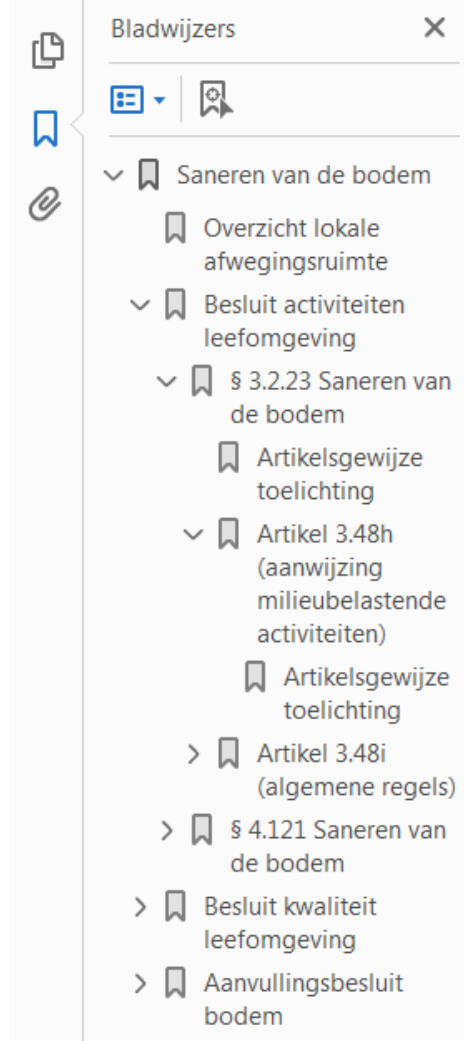 Bladwijzers
Saneren van de bodem
Overzicht lokale
afwegingsruimte
Besluit activiteiten
leefomgeving
§ 3.2.23 Saneren van
de bodem
Artikelsgewijze
toelichting
Artikel 3.48h
(aanwijzing
milieubelastende
activiteiten)
Artikelsgewijze
toelichting
Artikel 3.48i
(algemene regels)
§ 4.121 Saneren van
de bodem
Besluit kwaliteit
leefomgeving
Aanvullingsbesluit
bodem